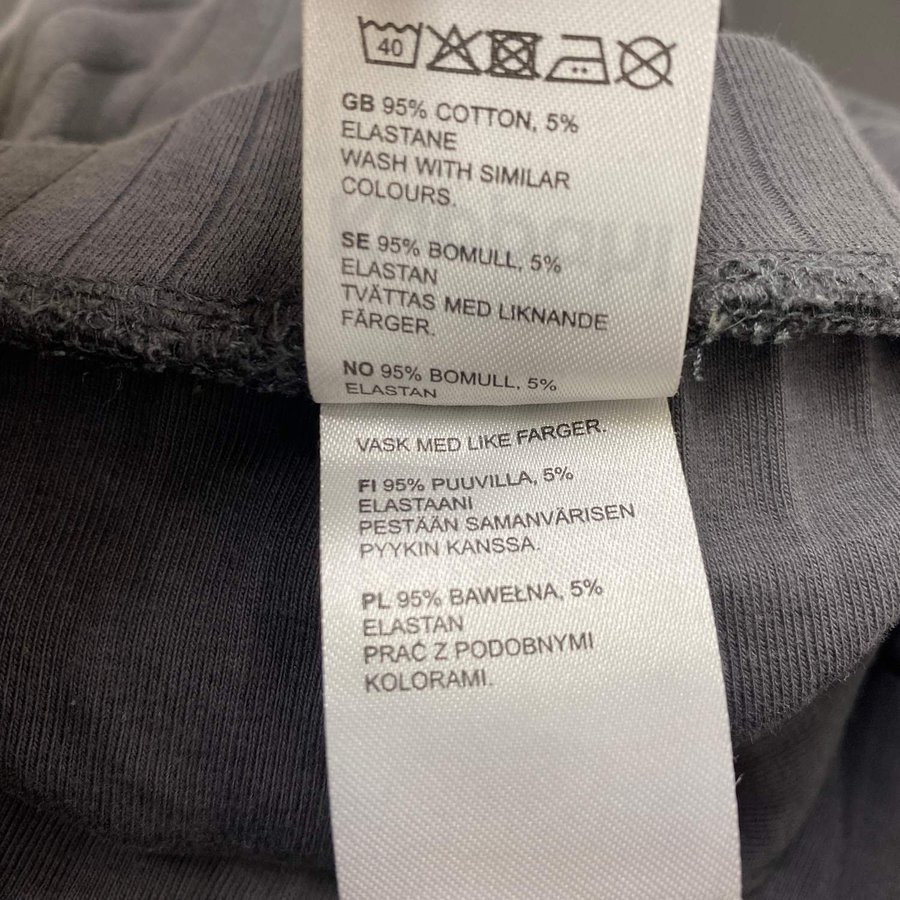 40
GB 95% COTTON, 5%
ELASTANE
WASH WITH SIMILAR
COLOURS.
SE 95% BOMULL, 5%
ELASTAN
TVÄTTAS MED LIKNANDE
FÄRGER.
NO 95% BOMULL, 5%
ELASTAN
VASK MED LIKE FARGER.
FI 95% PUUVILLA, 5%
ELASTAANI
PESTÄÄN SAMANVÄRISEN
PYYKIN KANSSA.
PL 95% BAWEŁNA, 5%
ELASTAN
PRAĆ Z PODOBNYMI
KOLORAMI.